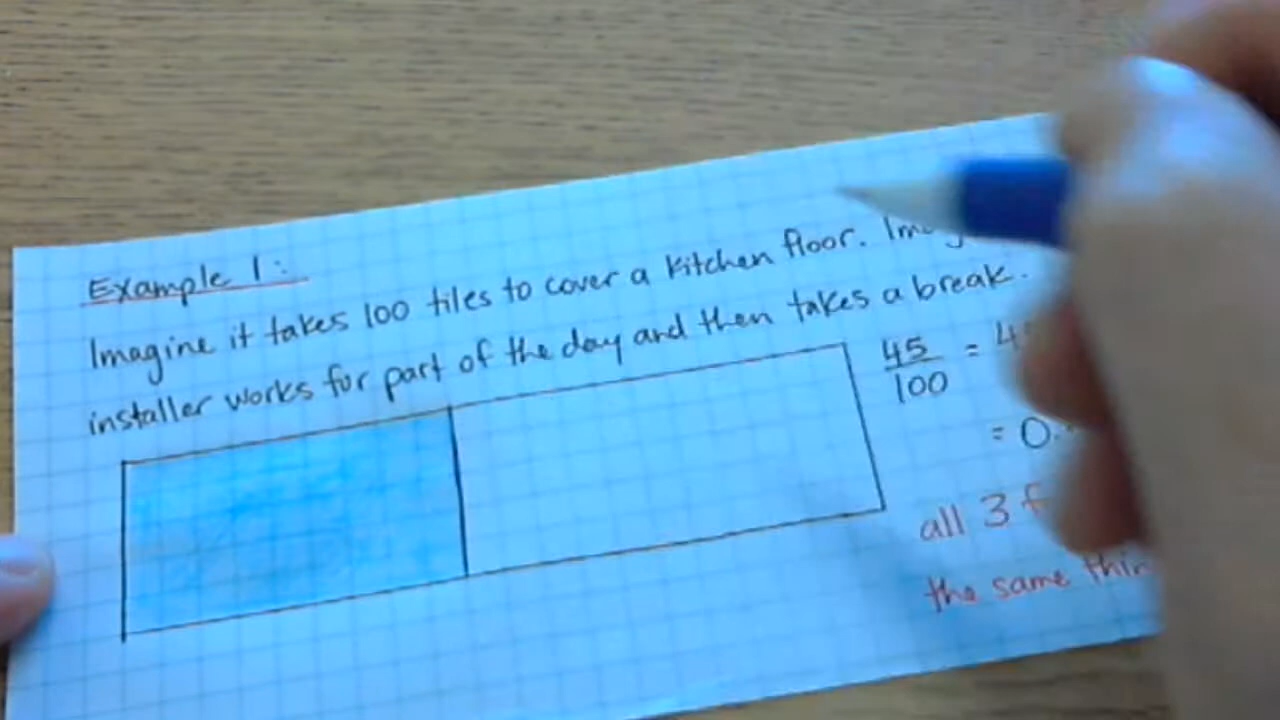 Example 1:
Imagine it takes 100 tiles to cover a kitchen floor.
installer works for part of the day and then takes a break.
45
100
=
= 0.
all 3
the same